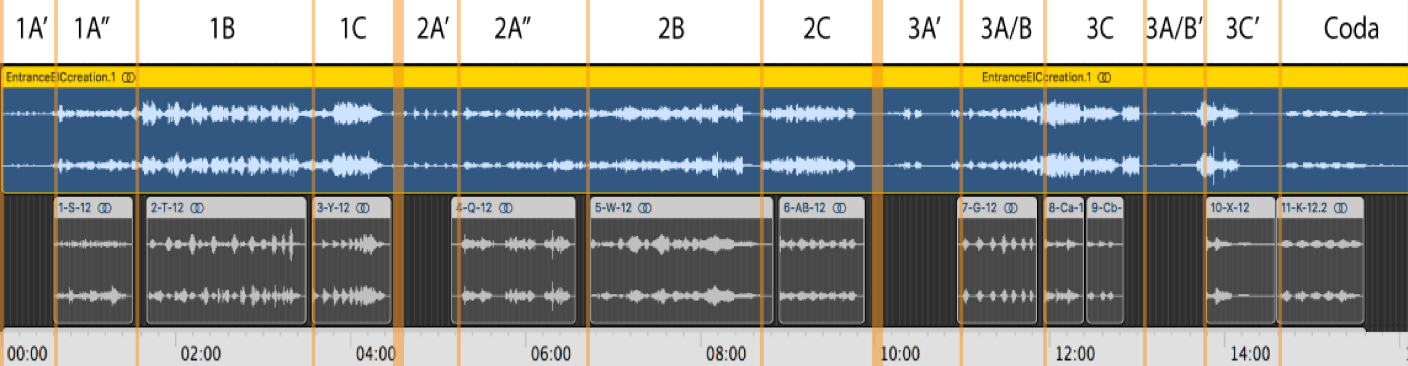 1A’ 1A” 1B 1C 2A’ 2A” 2B 2C 3A’ 3A/B 3C 3A/B’ 3C’ Coda
EntranceEICcreation.1 EntranceEICcreation.1
1-S-12 2-T-12 3-Y-12 4-Q-12 5-W-12 6-AB-12 7-G-12 8-Ca-1 9-Cb- 10-X-12 11-K-12.2
00:00 02:00 04:00 06:00 08:00 10:00 12:00 14:00